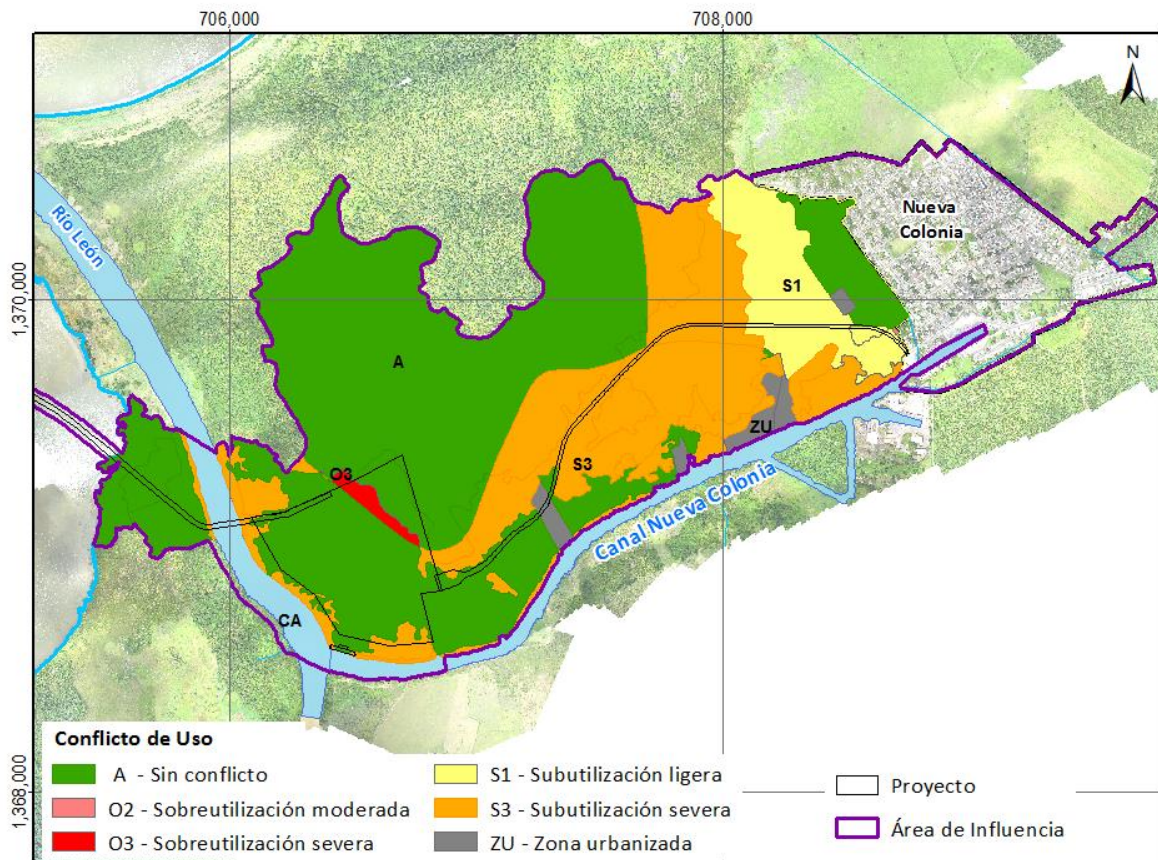 706,000
708,000
N
Nueva
Colonia
Río León
1,370,000
S1
A
O3
S3
ZU
Canal Nueva Colonia
CA
1,368,000
Conflicto de Uso
A - Sin conflicto
O2 - Sobreutilización moderada
O3 - Sobreutilización severa
S1 - Subutilización ligera
S3 - Subutilización severa
ZU - Zona urbanizada
Proyecto
Área de Influencia